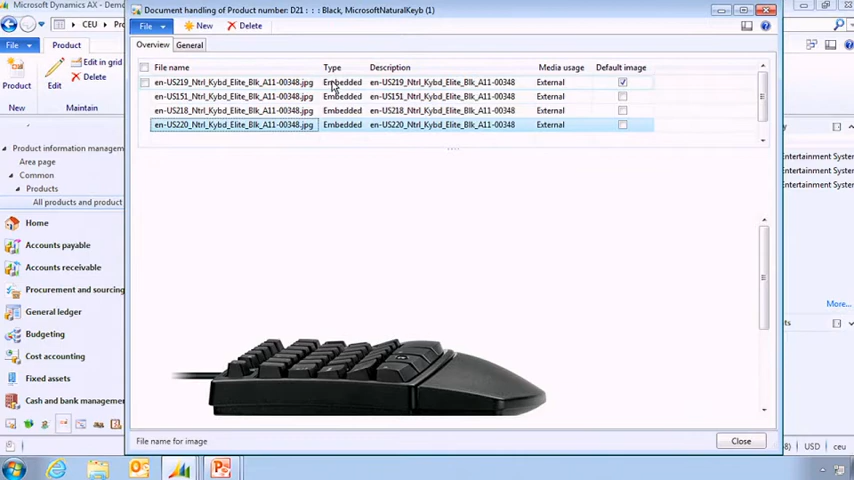 Microsoft Dynamics AX - Demo
Document handling of Product number: D21 : : : Black, MicrosoftNaturalKeyb (1)
CEU
Produ
File
New
Delete
File
Product
Overview
General
Edit in grid
Delete
Product
Edit
New
Maintain
File name
Type
Description
Media usage
Default image
en-US219_Ntrl_Kybd_Elite_Blk_A11-00348.jpg
Embedded
en-US219_Ntrl_Kybd_Elite_Blk_A11-00348
External
en-US151_Ntrl_Kybd_Elite_Blk_A11-00348.jpg
Embedded
en-US151_Ntrl_Kybd_Elite_Blk_A11-00348
External
en-US218_Ntrl_Kybd_Elite_Blk_A11-00348.jpg
Embedded
en-US218_Ntrl_Kybd_Elite_Blk_A11-00348
External
en-US220_Ntrl_Kybd_Elite_Blk_A11-00348.jpg
Embedded
en-US220_Ntrl_Kybd_Elite_Blk_A11-00348
External
Product information manageme
Area page
Common
Products
All products and product
Home
Accounts payable
Accounts receivable
Procurement and sourcing
General ledger
Budgeting
Cost accounting
Fixed assets
Cash and bank managemen
Entertainment System
Entertainment System
Entertainment System
More...
ts
File name for image
Close
USD
ceu